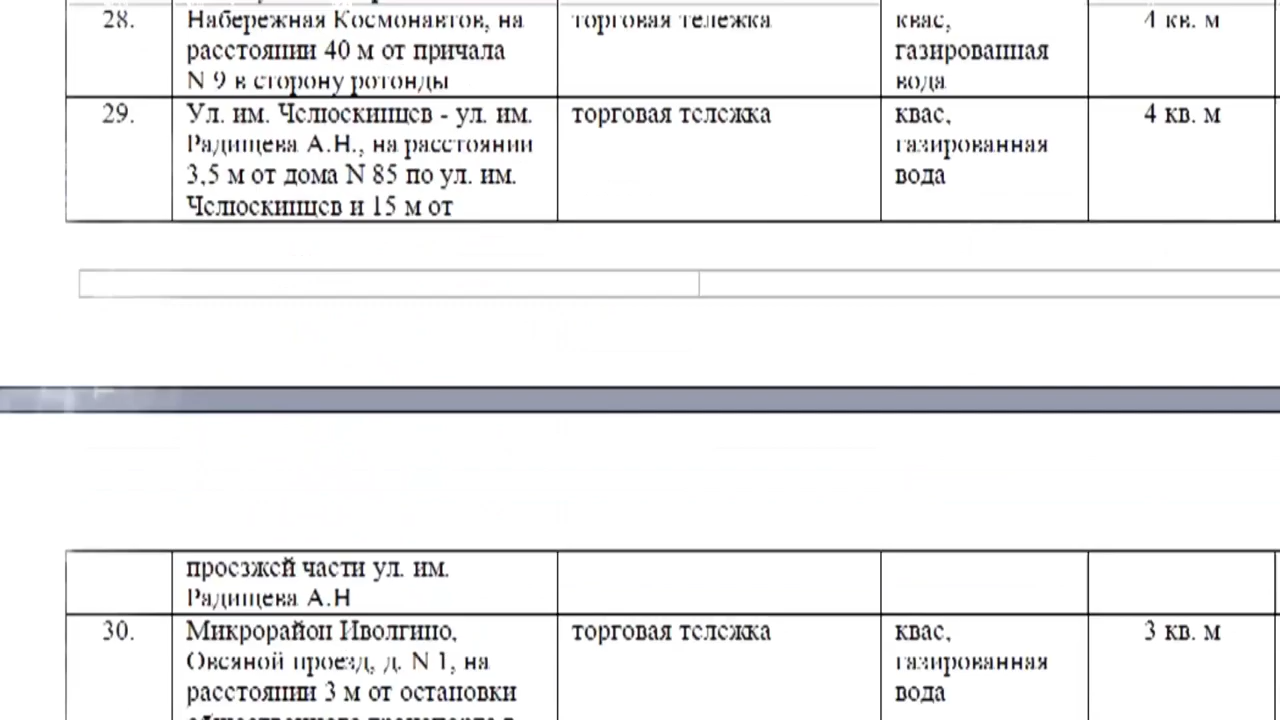 28. Набережная Космонавтов, на торговая тележка квас, 4 кв. м
расстоянии 40 м от причала газированная
N 9 в сторону ротонды вода
29. Ул. им. Челюскинцев - ул. им. торговая тележка квас, 4 кв. м
Радищева А.Н., на расстоянии газированная
3,5 м от дома N 85 по ул. им. вода
Челюскинцев и 15 м от
проезжей части ул. им.
Радищева А.Н
30. Микрорайон Иволгино, торговая тележка квас, 3 кв. м
Овсяной проезд, д. N 1, на газированная
расстоянии 3 м от остановки вода
общественного транспорта в